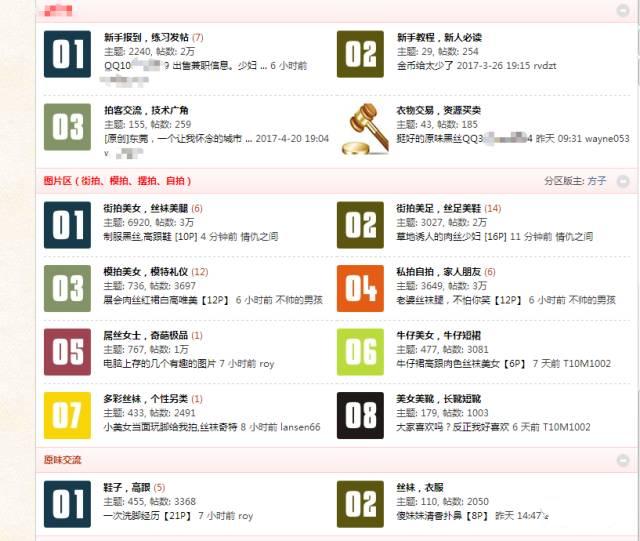 01
新手报到，练习发帖 (7)
主题: 2240, 帖数: 2万
QQ10 9 出售兼职信息。少妇 ... 6 小时前
02
新手教程，新人必读
主题: 29, 帖数: 254
金币给太少了 2017-3-26 19:15 rvdzt
03
拍客交流，技术广角
主题: 155, 帖数: 259
[原创]东莞，一个让我怀念的城市 ... 2017-4-20 19:04
v
衣物交易，资源买卖
主题: 43, 帖数: 185
挺好的原味黑丝QQ3 4 昨天 09:31 wayne053
图片区（街拍、模拍、摆拍、自拍）
分区版主: 方子
01
街拍美女，丝袜美腿 (6)
主题: 6920, 帖数: 3万
制服黑丝,高跟鞋 [10P] 4 分钟前 情仇之间
02
街拍美足，丝足美鞋 (14)
主题: 3027, 帖数: 2万
草地诱人的肉丝少妇 [16P] 11 分钟前 情仇之间
03
模拍美女，模特礼仪 (12)
主题: 736, 帖数: 3697
展会肉丝红裙白高唯美【12P】 6 小时前 不帅的男孩
04
私拍自拍，家人朋友 (6)
主题: 3649, 帖数: 3万
老婆丝袜腿，不怕你笑【12P】 6 小时前 不帅的男孩
05
屌丝女士，奇葩极品 (1)
主题: 767, 帖数: 1万
电脑上存的几个有趣的图片 7 小时前 roy
06
牛仔美女，牛仔短裙
主题: 477, 帖数: 3081
牛仔裙高跟肉色丝袜美女【6P】 7 天前 T10M1002
07
多彩丝袜，个性另类 (1)
主题: 433, 帖数: 2491
小美女当面玩脚给我拍,丝袜奇特 8 小时前 lansen66
08
美女美靴，长靴短靴
主题: 179, 帖数: 1003
大家喜欢吗？反正我好喜欢 6 天前 T10M1002
原味交流
01
鞋子，高跟 (5)
主题: 455, 帖数: 3368
一次洗脚经历【21P】 7 小时前 roy
02
丝袜，衣服
主题: 110, 帖数: 2050
傻妹妹清香扑鼻【8P】 昨天 14:47